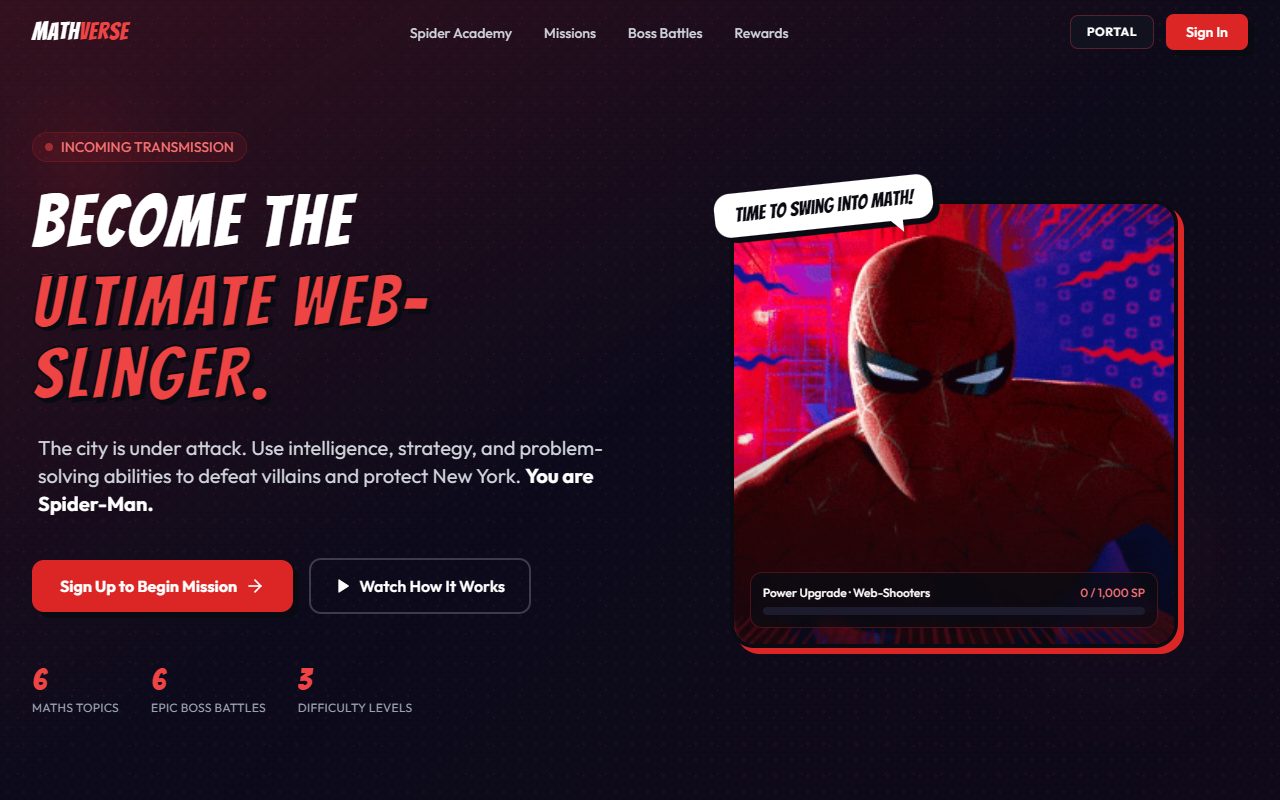 MATHVERSE
Spider Academy
Missions
Boss Battles
Rewards
PORTAL
Sign In
INCOMING TRANSMISSION
BECOME THE
ULTIMATE WEB-
SLINGER.
The city is under attack. Use intelligence, strategy, and problem-
solving abilities to defeat villains and protect New York. You are
Spider-Man.
Sign Up to Begin Mission
Watch How It Works
6
MATHS TOPICS
6
EPIC BOSS BATTLES
3
DIFFICULTY LEVELS
TIME TO SWING INTO MATH!
Power Upgrade · Web-Shooters
0 / 1,000 SP